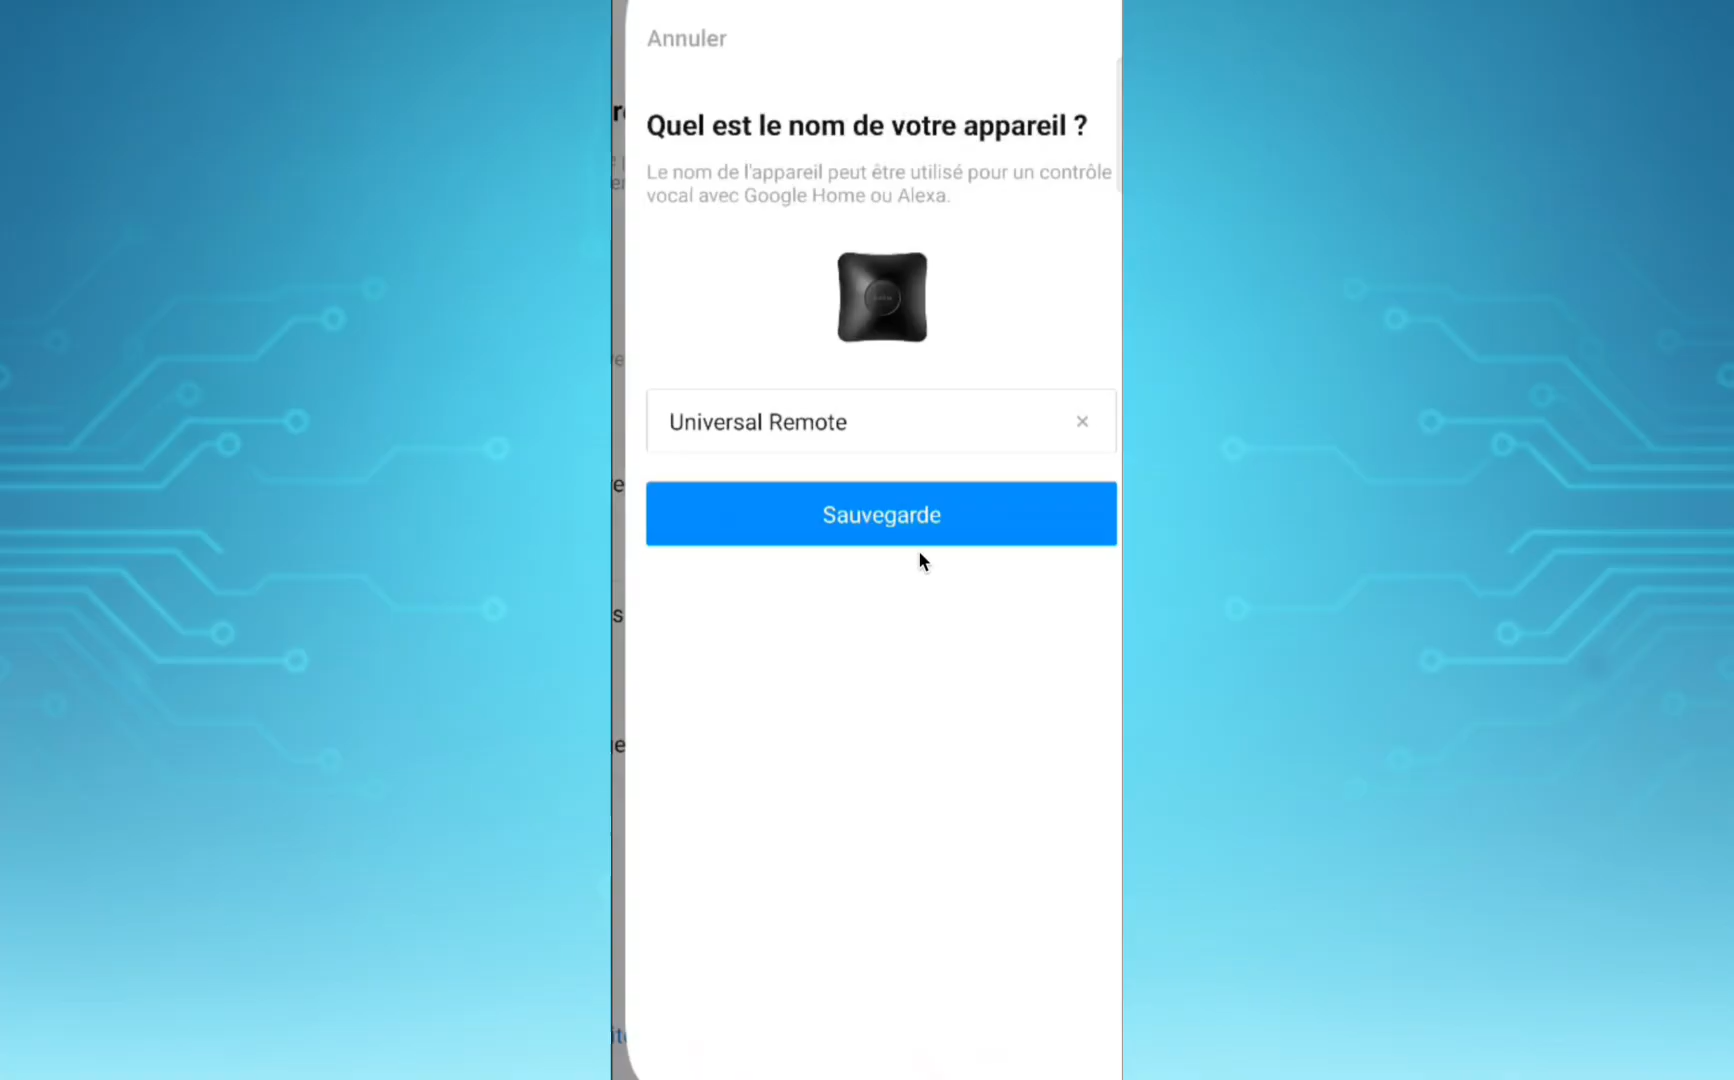 Annuler
Quel est le nom de votre appareil ?
Le nom de l'appareil peut être utilisé pour un contrôle
vocal avec Google Home ou Alexa.
Universal Remote
Sauvegarde